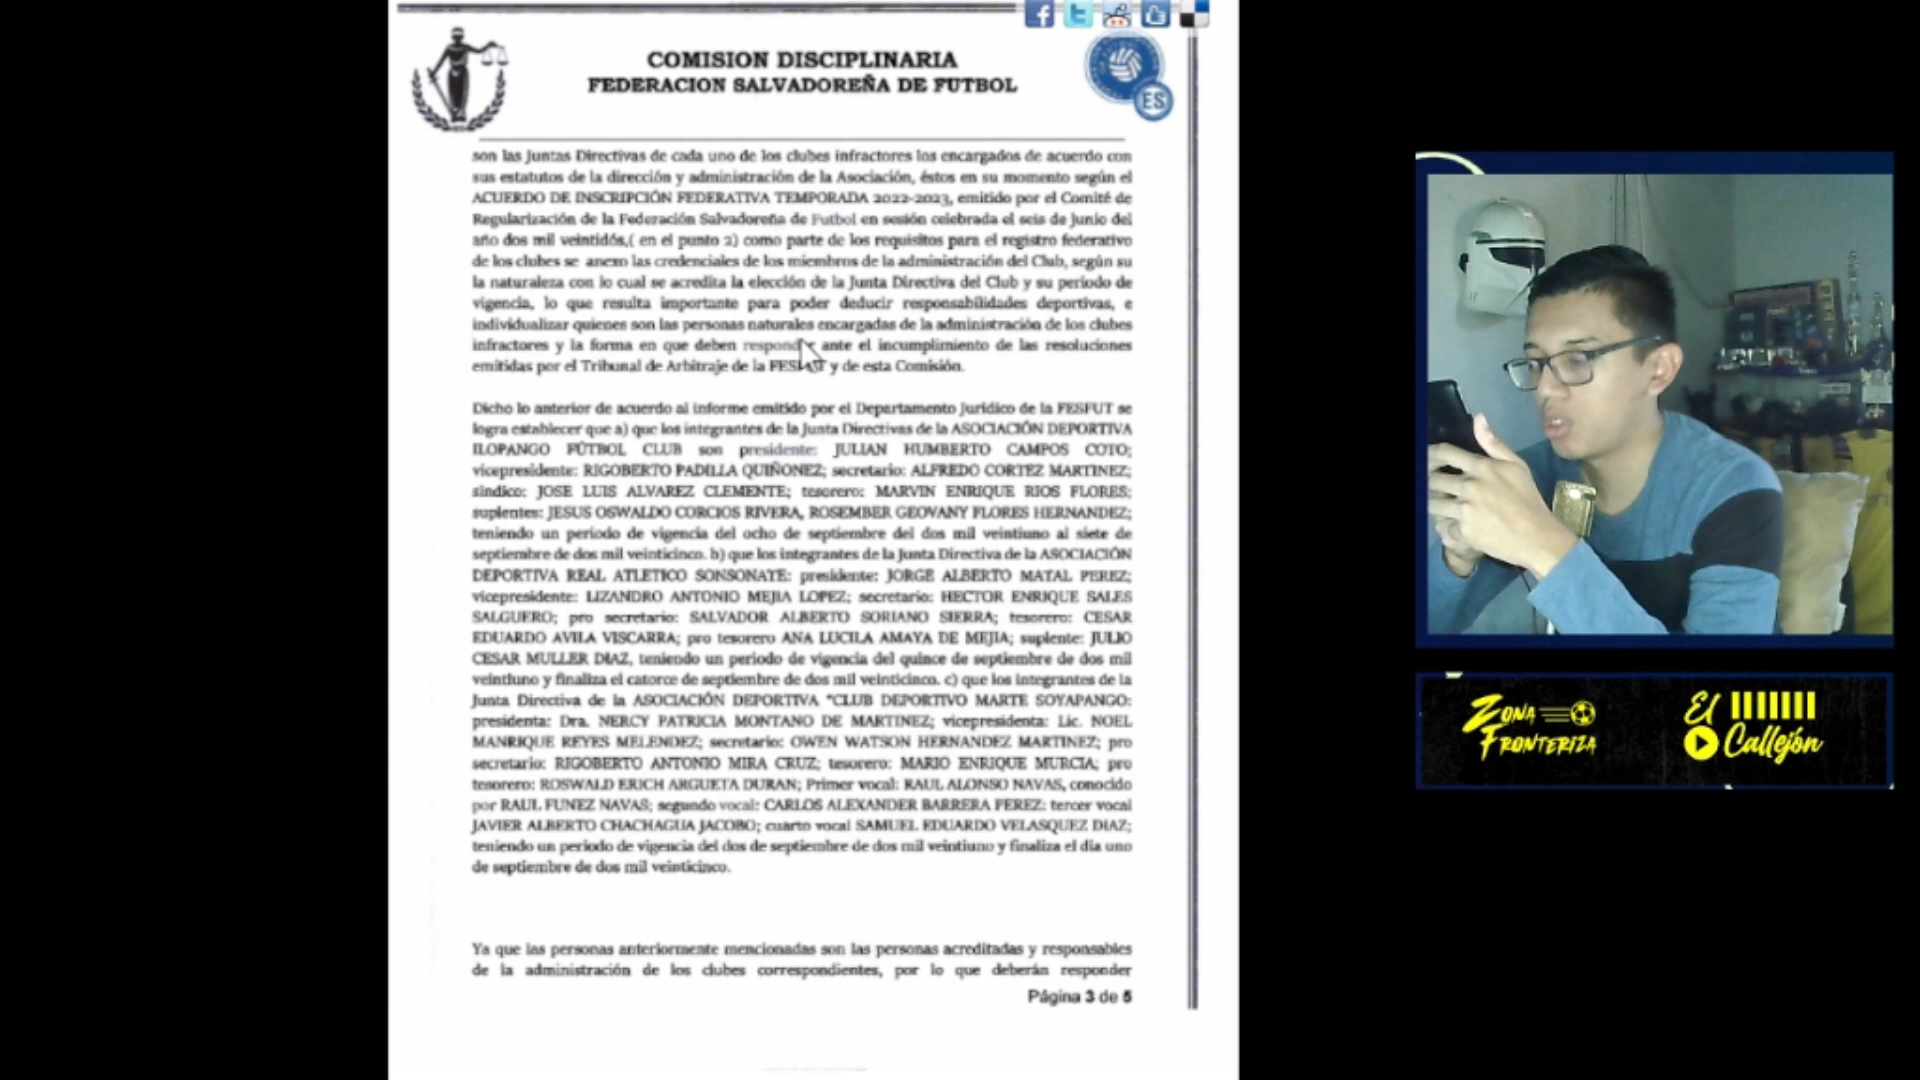 COMISION DISCIPLINARIA
FEDERACION SALVADOREÑA DE FUTBOL
ES
son las Juntas Directivas de cada uno de los clubes infractores los encargados de acuerdo con
sus estatutos de la dirección y administración de la Asociación, éstos en su momento según el
ACUERDO DE INSCRIPCIÓN FEDERATIVA TEMPORADA 2022-2023, emitido por el Comité de
Regularización de la Federación Salvadoreña de Futbol en sesión celebrada el seis de junio del
año dos mil veintidós,( en el punto 2) como parte de los requisitos para el registro federativo
de los clubes se anexo las credenciales de los miembros de la administración del Club, según su
la naturaleza con lo cual se acredita la elección de la Junta Directiva del Club y su periodo de
vigencia, lo que resulta importante para poder deducir responsabilidades deportivas, e
individualizar quienes son las personas naturales encargadas de la administración de los clubes
infractores y la forma en que deben responder ante el incumplimiento de las resoluciones
emitidas por el Tribunal de Arbitraje de la FESFUT y de esta Comisión.
Dicho lo anterior de acuerdo al informe emitido por el Departamento Jurídico de la FESFUT se
logra establecer que a) que los integrantes de la Junta Directivas de la ASOCIACIÓN DEPORTIVA
ILOPANGO FÚTBOL CLUB son presidente: JULIAN HUMBERTO CAMPOS COTO;
vicepresidente: RIGOBERTO PADILLA QUIÑONEZ; secretario: ALFREDO CORTEZ MARTINEZ;
síndico: JOSE LUIS ALVAREZ CLEMENTE; tesorero: MARVIN ENRIQUE RIOS FLORES;
suplentes: JESUS OSWALDO CORCIOS RIVERA, ROSEMBER GEOVANY FLORES HERNANDEZ;
teniendo un periodo de vigencia del ocho de septiembre del dos mil veintiuno al siete de
septiembre de dos mil veinticinco. b) que los integrantes de la Junta Directiva de la ASOCIACIÓN
DEPORTIVA REAL ATLETICO SONSONATE: presidente: JORGE ALBERTO MATAL PEREZ;
vicepresidente: LIZANDRO ANTONIO MEJIA LOPEZ; secretario: HECTOR ENRIQUE SALES
SALGUERO; pro secretario: SALVADOR ALBERTO SORIANO SIERRA; tesorero: CESAR
EDUARDO AVILA VISCARRA; pro tesorero ANA LUCILA AMAYA DE MEJIA; suplente: JULIO
CESAR MULLER DIAZ, teniendo un periodo de vigencia del quince de septiembre de dos mil
veintiuno y finaliza el catorce de septiembre de dos mil veinticinco. c) que los integrantes de la
Junta Directiva de la ASOCIACIÓN DEPORTIVA "CLUB DEPORTIVO MARTE SOYAPANGO:
presidenta: Dra. NERCY PATRICIA MONTANO DE MARTINEZ; vicepresidenta: Lic. NOEL
MANRIQUE REYES MELENDEZ; secretario: OWEN WATSON HERNANDEZ MARTINEZ; pro
secretario: RIGOBERTO ANTONIO MIRA CRUZ; tesorero: MARIO ENRIQUE MURCIA; pro
tesorero: ROSWALD ERICH ARGUETA DURAN; Primer vocal: RAUL ALONSO NAVAS, conocido
por RAUL FUNEZ NAVAS; segundo vocal: CARLOS ALEXANDER BARRERA PEREZ: tercer vocal
JAVIER ALBERTO CHACHAGUA JACOBO; cuarto vocal SAMUEL EDUARDO VELASQUEZ DIAZ;
teniendo un periodo de vigencia del dos de septiembre de dos mil veintiuno y finaliza el día uno
de septiembre de dos mil veinticinco.
Ya que las personas anteriormente mencionadas son las personas acreditadas y responsables
de la administración de los clubes correspondientes, por lo que deberán responder
Página 3 de 5
ZONA
FRONTERIZA
El
Callejón